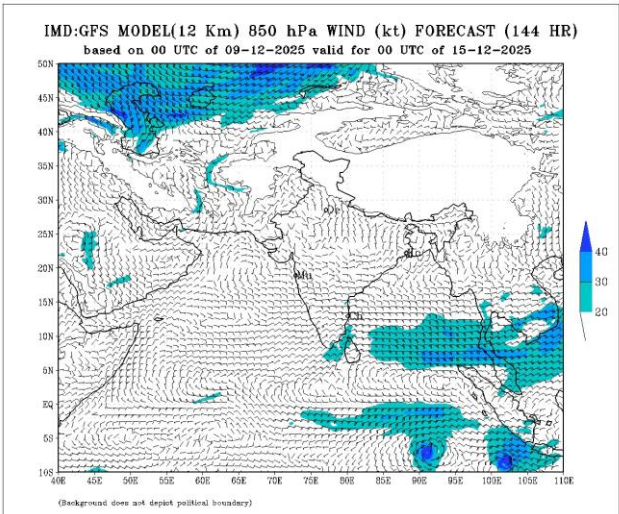 IMD:GFS MODEL(12 Km) 850 hPa WIND (kt) FORECAST (144 HR)
based on 00 UTC of 09-12-2025 valid for 00 UTC of 15-12-2025
50N
45N
40N
35N
30N
25N
20N
15N
10N
5N
EQ
5S
10S
40E 45E 50E 55E 60E 65E 70E 75E 80E 85E 90E 95E 100E 105E 110E
Mu
Ch
40
30
20
(Background does not depict political boundary)